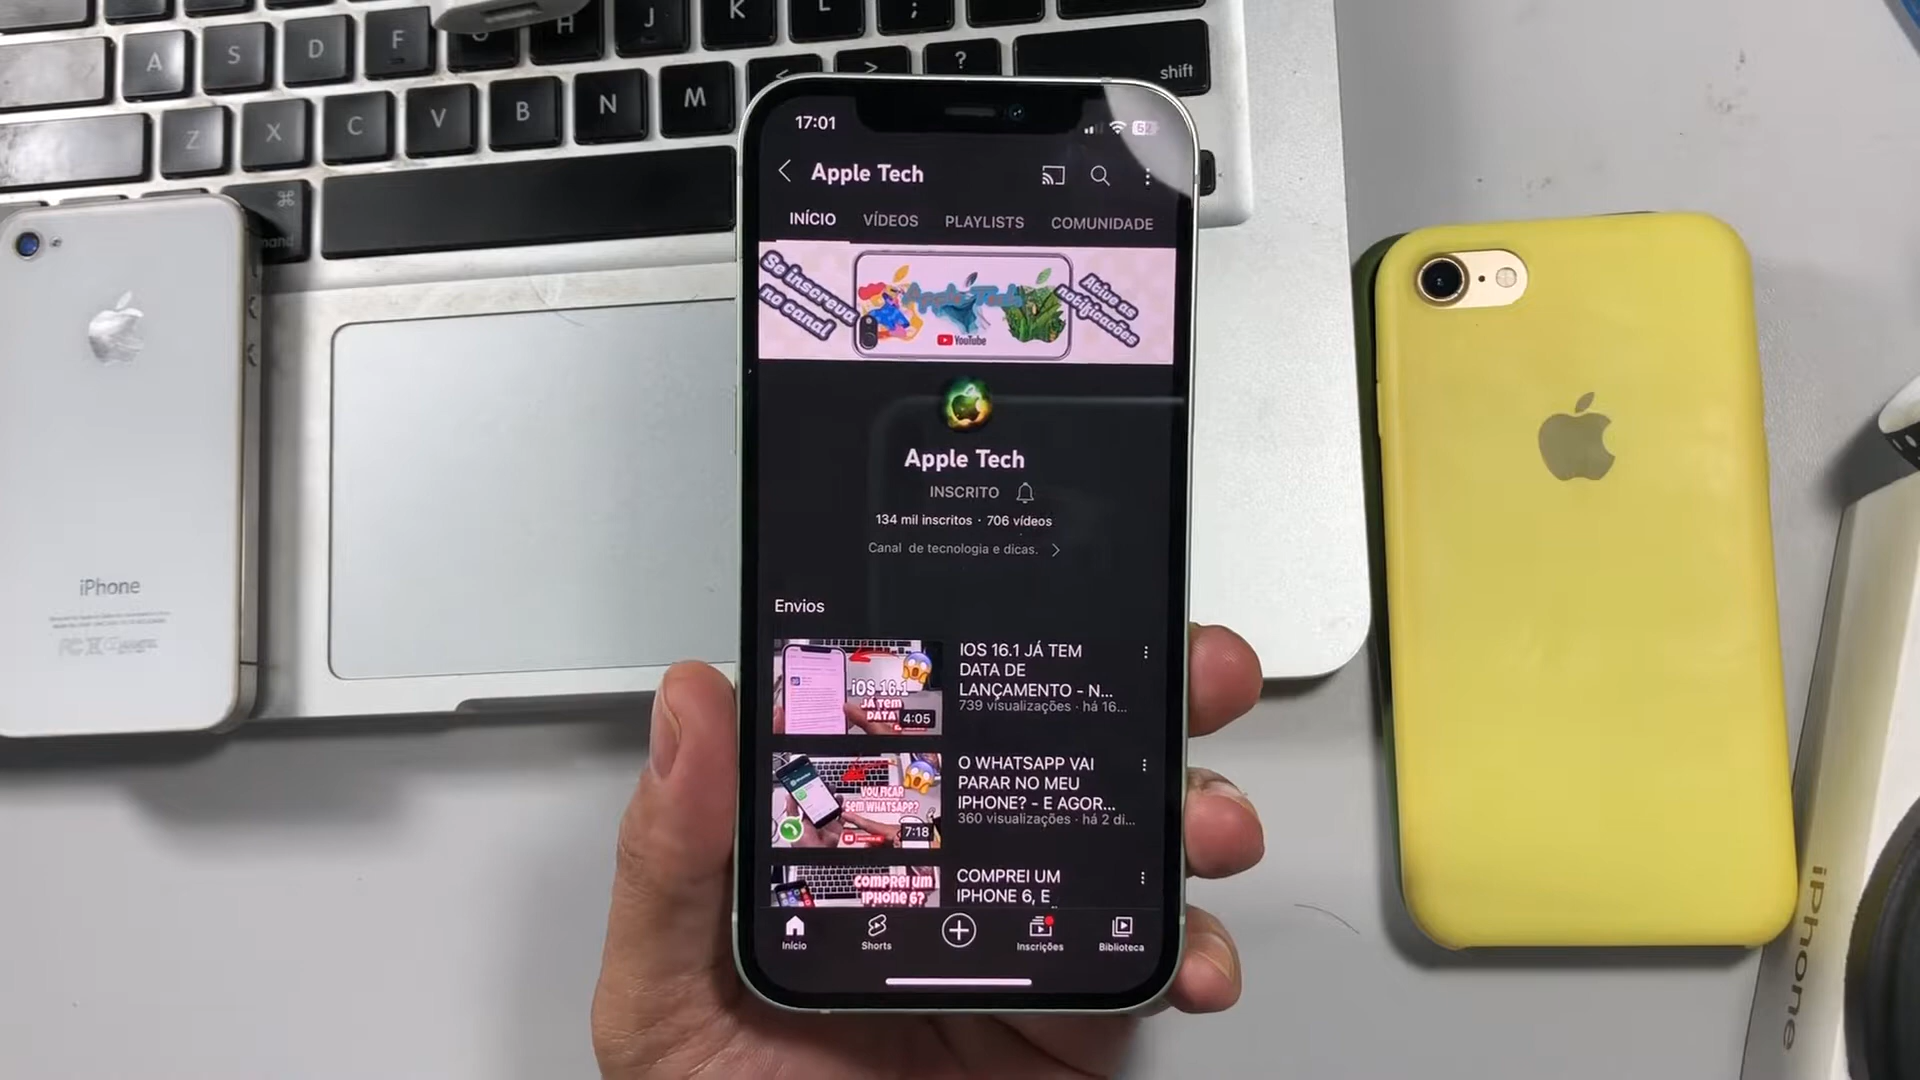 K
L
;
A
S
D
F
H
J
Z
X
C
V
B
N
M
<
>
?
shift
⌘
iPhone
17:01
52
Apple Tech
INÍCIO
VÍDEOS
PLAYLISTS
COMUNIDADE
Se inscreva
no canal
Apple Tech
YouTube
Ative as
notificações
Apple Tech
INSCRITO
134 mil inscritos · 706 vídeos
Canal de tecnologia e dicas.
Envios
iOS 16.1
JÁ TEM
DATA
4:05
IOS 16.1 JÁ TEM
DATA DE
LANÇAMENTO - N...
739 visualizações · há 16...
VOU FICAR
SEM WHATSAPP?
7:18
O WHATSAPP VAI
PARAR NO MEU
IPHONE? - E AGOR...
360 visualizações · há 2 di...
COMPREI UM
IPHONE 6?
COMPREI UM
IPHONE 6, E
Início
Shorts
Inscrições
Biblioteca
iPhone